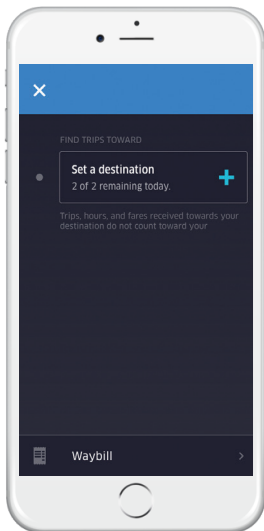 FIND TRIPS TOWARD
Set a destination
2 of 2 remaining today.
Trips, hours, and fares received towards your
destination do not count toward your
Waybill